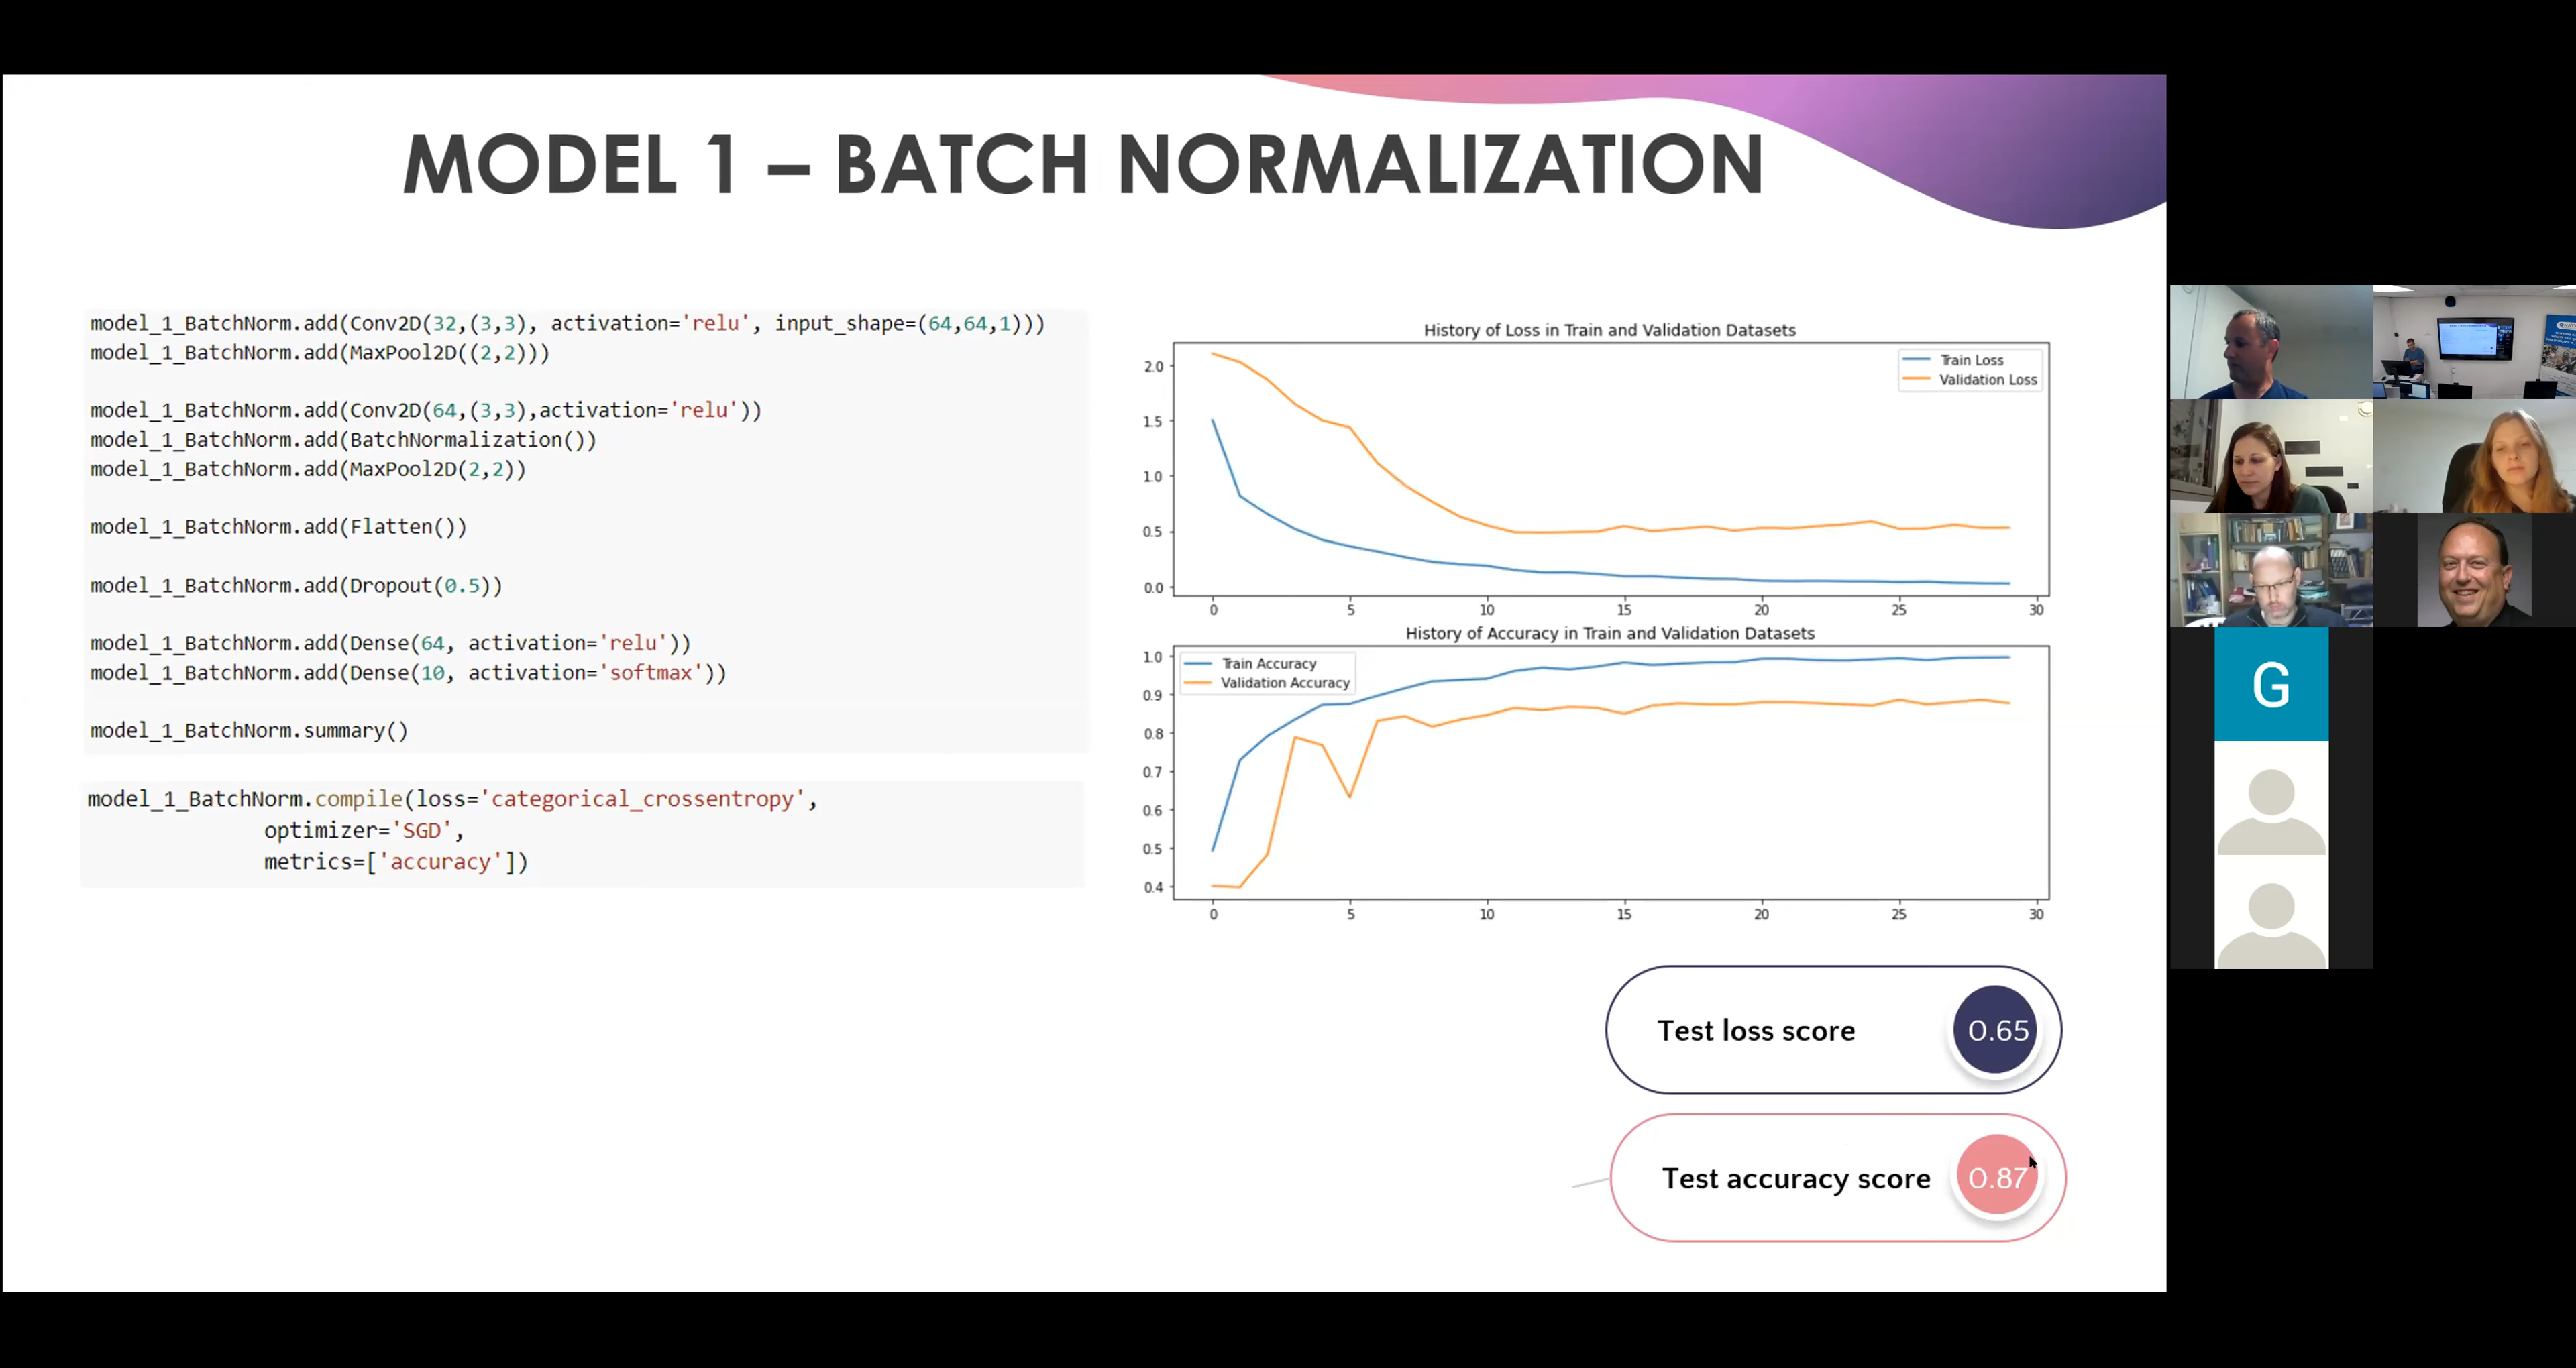 MODEL 1 – BATCH NORMALIZATION
model_1_BatchNorm.add(Conv2D(32,(3,3), activation='relu', input_shape=(64,64,1)))
model_1_BatchNorm.add(MaxPool2D((2,2)))
model_1_BatchNorm.add(Conv2D(64,(3,3),activation='relu'))
model_1_BatchNorm.add(BatchNormalization())
model_1_BatchNorm.add(MaxPool2D(2,2))
model_1_BatchNorm.add(Flatten())
model_1_BatchNorm.add(Dropout(0.5))
model_1_BatchNorm.add(Dense(64, activation='relu'))
model_1_BatchNorm.add(Dense(10, activation='softmax'))
model_1_BatchNorm.summary()
model_1_BatchNorm.compile(loss='categorical_crossentropy',
optimizer='SGD',
metrics=['accuracy'])
History of Loss in Train and Validation Datasets
Train Loss
Validation Loss
2.0
1.5
1.0
0.5
0.0
0 5 10 15 20 25 30
History of Accuracy in Train and Validation Datasets
Train Accuracy
Validation Accuracy
1.0
0.9
0.8
0.7
0.6
0.5
0.4
0 5 10 15 20 25 30
Test loss score 0.65
Test accuracy score 0.87
G